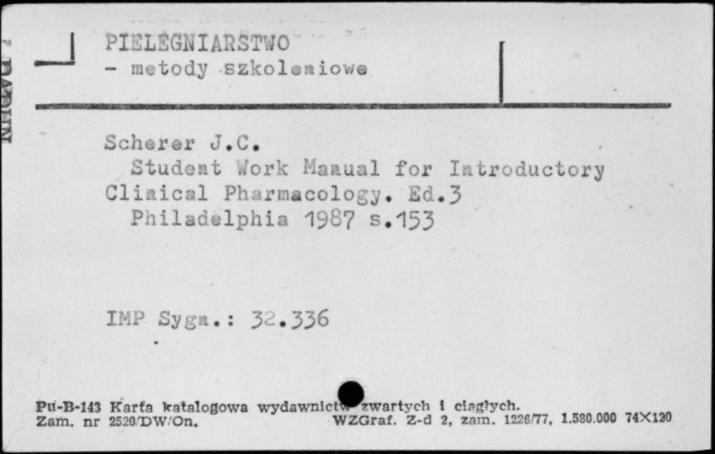 PIELĘGNIARSTWO
- metody szkoleniowe
Scherer J.C.
Student Work Manual for Introductory
Clinical Pharmacology. Ed.3
Philadelphia 1987 s.153
IMP Sygn.: 32.336
Pu-B-143 Karta katalogowa wydawnictw zwartych i ciągłych.
Zam. nr 2520/DW/On. WZGraf. Z-d 2, zam. 1226/77, 1.580.000 74×120